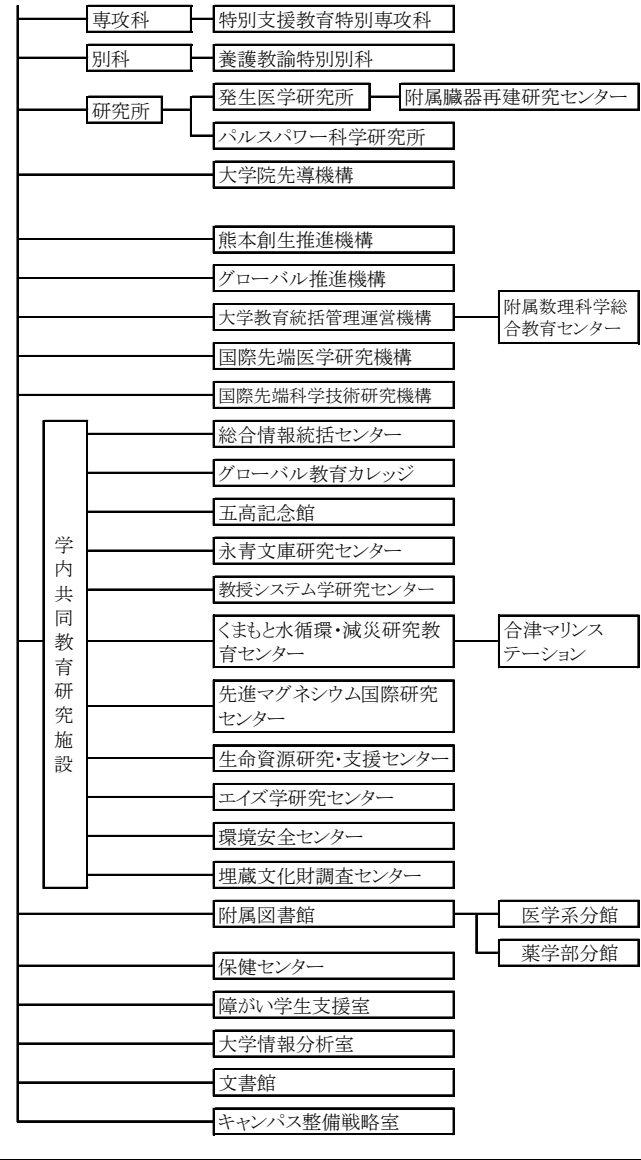 専攻科
特別支援教育特別専攻科
別科
養護教諭特別別科
研究所
発生医学研究所
附属臓器再建研究センター
パルスパワー科学研究所
大学院先導機構
熊本創生推進機構
グローバル推進機構
大学教育統括管理運営機構
附属数理科学総
合教育センター
国際先端医学研究機構
国際先端科学技術研究機構
学内共同教育研究施設
総合情報統括センター
グローバル教育カレッジ
五高記念館
永青文庫研究センター
教授システム学研究センター
くまもと水循環・減災研究教
育センター
合津マリンス
テーション
先進マグネシウム国際研究
センター
生命資源研究・支援センター
エイズ学研究センター
環境安全センター
埋蔵文化財調査センター
附属図書館
医学系分館
薬学部分館
保健センター
障がい学生支援室
大学情報分析室
文書館
キャンパス整備戦略室